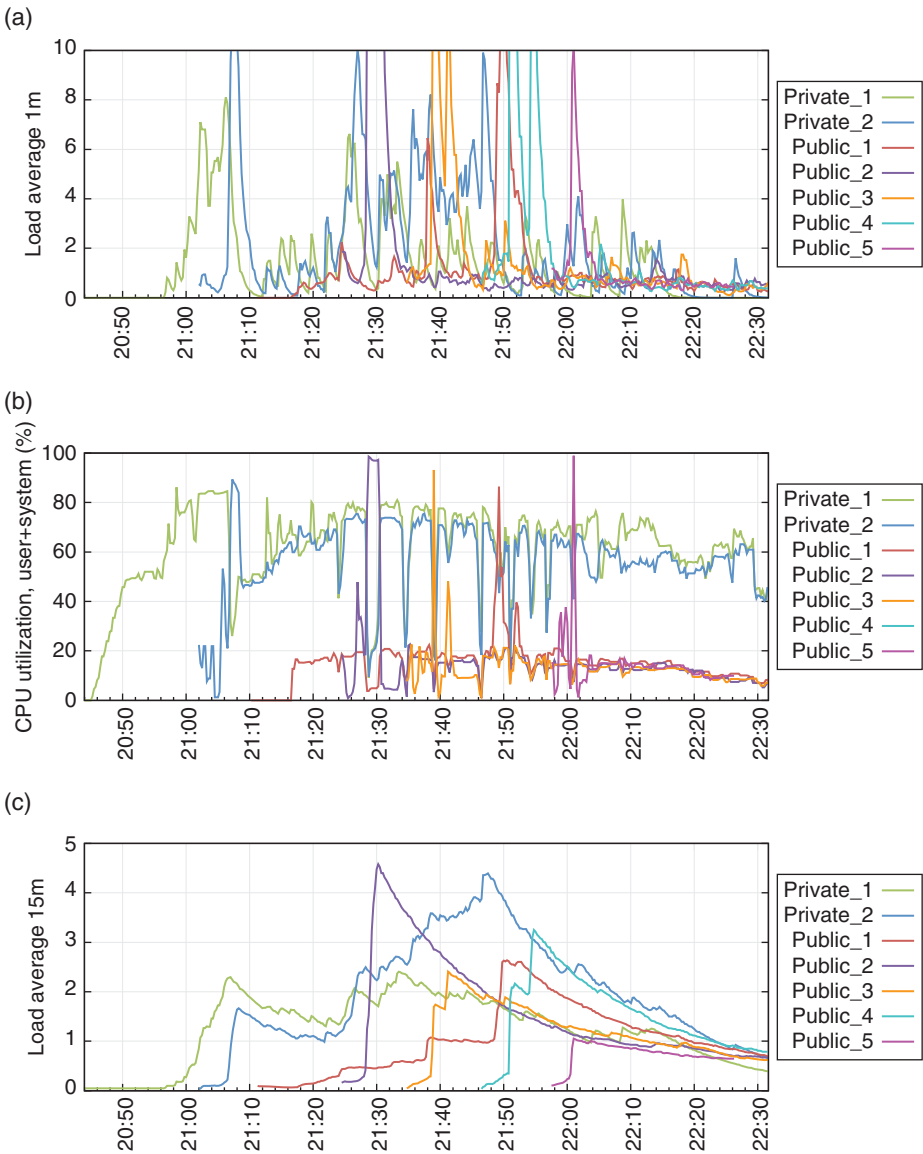 (a)
Load average 1m
10
8
6
4
2
0
20:50
21:00
21:10
21:20
21:30
21:40
21:50
22:00
22:10
22:30
Private_1
Private_2
Public_1
Public_2
Public_3
Public_4
Public_5
(b)
CPU utilization, user+system (%)
100
80
60
40
20
0
20:50
21:00
21:10
21:20
21:30
21:40
21:50
22:00
22:10
22:20
22:30
Private_1
Private_2
Public_1
Public_2
Public_3
Public_4
Public_5
(c)
Load average 15m
5
4
3
2
1
0
20:50
21:00
21:10
21:20
21:30
21:40
21:50
22:00
22:10
22:20
22:30
Private_1
Private_2
Public_1
Public_2
Public_3
Public_4
Public_5